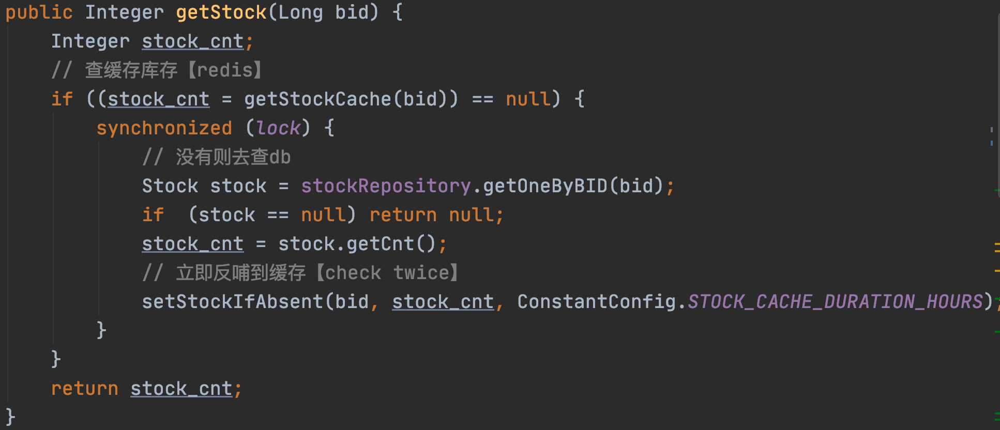 public Integer getStock(Long bid) {
    Integer stock_cnt;
    // 查缓存库存【redis】
    if ((stock_cnt = getStockCache(bid)) == null) {
        synchronized (lock) {
            // 没有则去查db
            Stock stock = stockRepository.getOneByBID(bid);
            if  (stock == null) return null;
            stock_cnt = stock.getCnt();
            // 立即反哺到缓存【check twice】
            setStockIfAbsent(bid, stock_cnt, ConstantConfig.STOCK_CACHE_DURATION_HOURS);
        }
    }
    return stock_cnt;
}